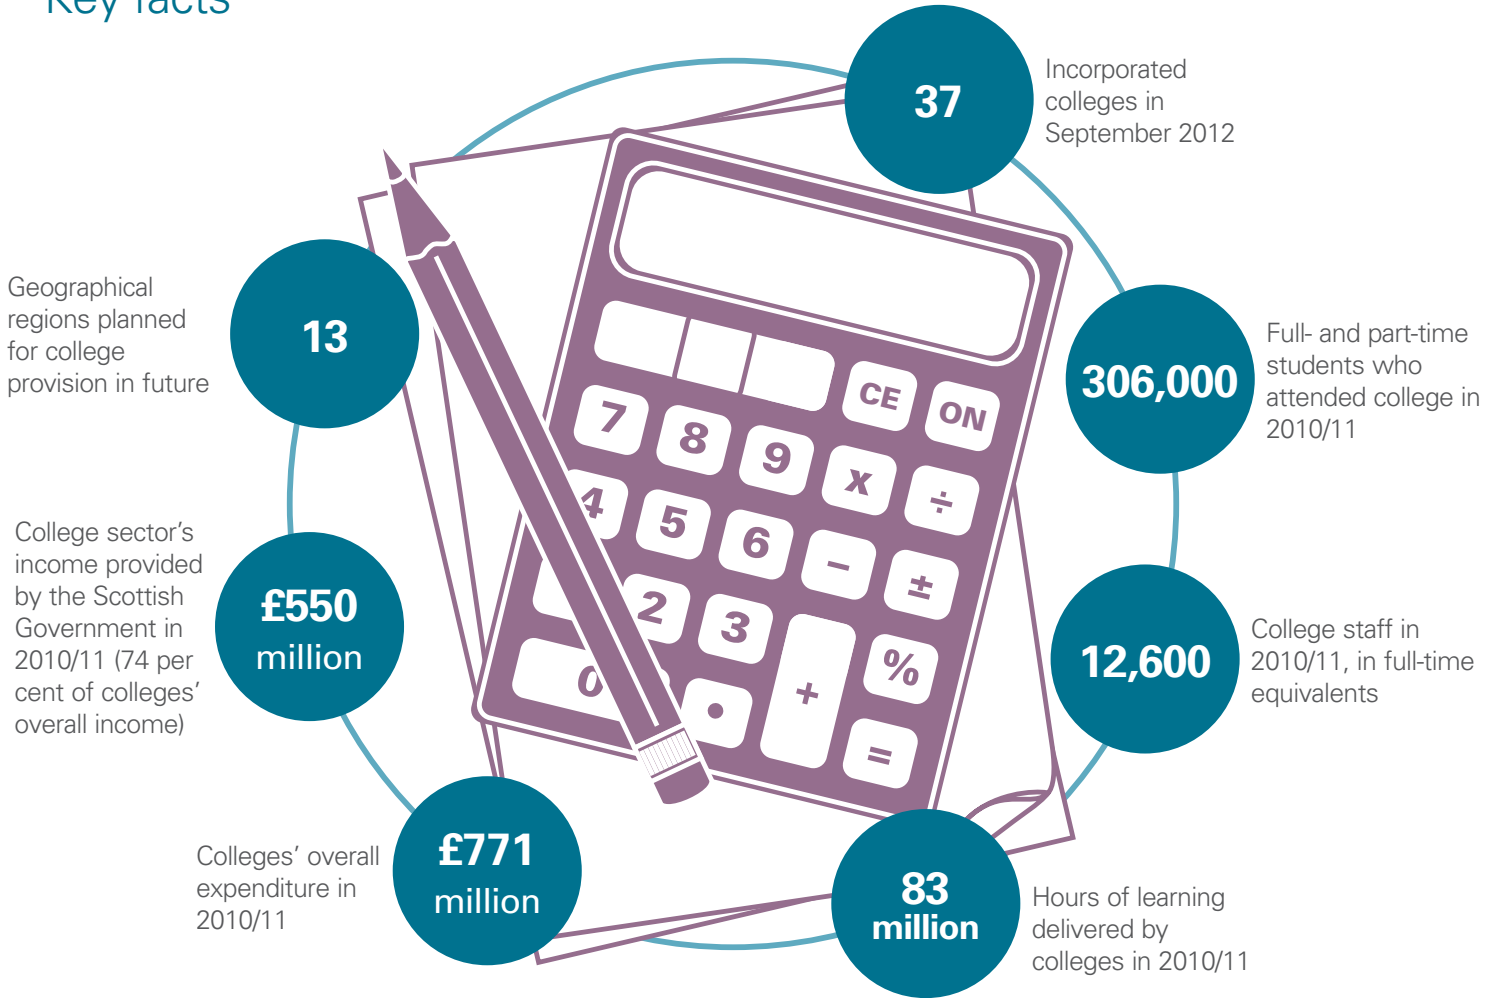 Key facts
37
Incorporated
colleges in
September 2012
306,000
Full- and part-time
students who
attended college in
2010/11
12,600
College staff in
2010/11, in full-time
equivalents
83
million
Hours of learning
delivered by
colleges in 2010/11
£771
million
Colleges’ overall
expenditure in
2010/11
£550
million
College sector’s
income provided
by the Scottish
Government in
2010/11 (74 per
cent of colleges’
overall income)
13
Geographical
regions planned
for college
provision in future
CE ON
7 8 9 x ÷
4 5 6 – ±
2 3 + %
0 • =